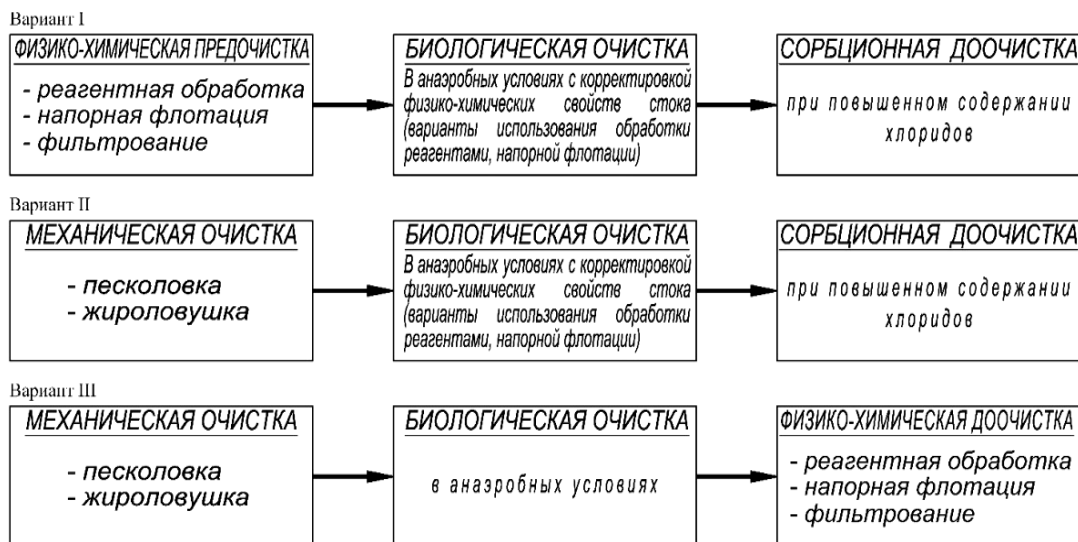 Вариант I
ФИЗИКО-ХИМИЧЕСКАЯ ПРЕДОЧИСТКА
- реагентная обработка
- напорная флотация
- фильтрование
БИОЛОГИЧЕСКАЯ ОЧИСТКА
В анаэробных условиях с корректировкой
физико-химических свойств стока
(варианты использования обработки
реагентами, напорной флотации)
СОРБЦИОННАЯ ДООЧИСТКА
при повышенном содержании
хлоридов
Вариант II
МЕХАНИЧЕСКАЯ ОЧИСТКА
- песколовка
- жироловушка
БИОЛОГИЧЕСКАЯ ОЧИСТКА
В анаэробных условиях с корректировкой
физико-химических свойств стока
(варианты использования обработки
реагентами, напорной флотации)
СОРБЦИОННАЯ ДООЧИСТКА
при повышенном содержании
хлоридов
Вариант III
МЕХАНИЧЕСКАЯ ОЧИСТКА
- песколовка
- жироловушка
БИОЛОГИЧЕСКАЯ ОЧИСТКА
в анаэробных условиях
ФИЗИКО-ХИМИЧЕСКАЯ ДООЧИСТКА
- реагентная обработка
- напорная флотация
- фильтрование